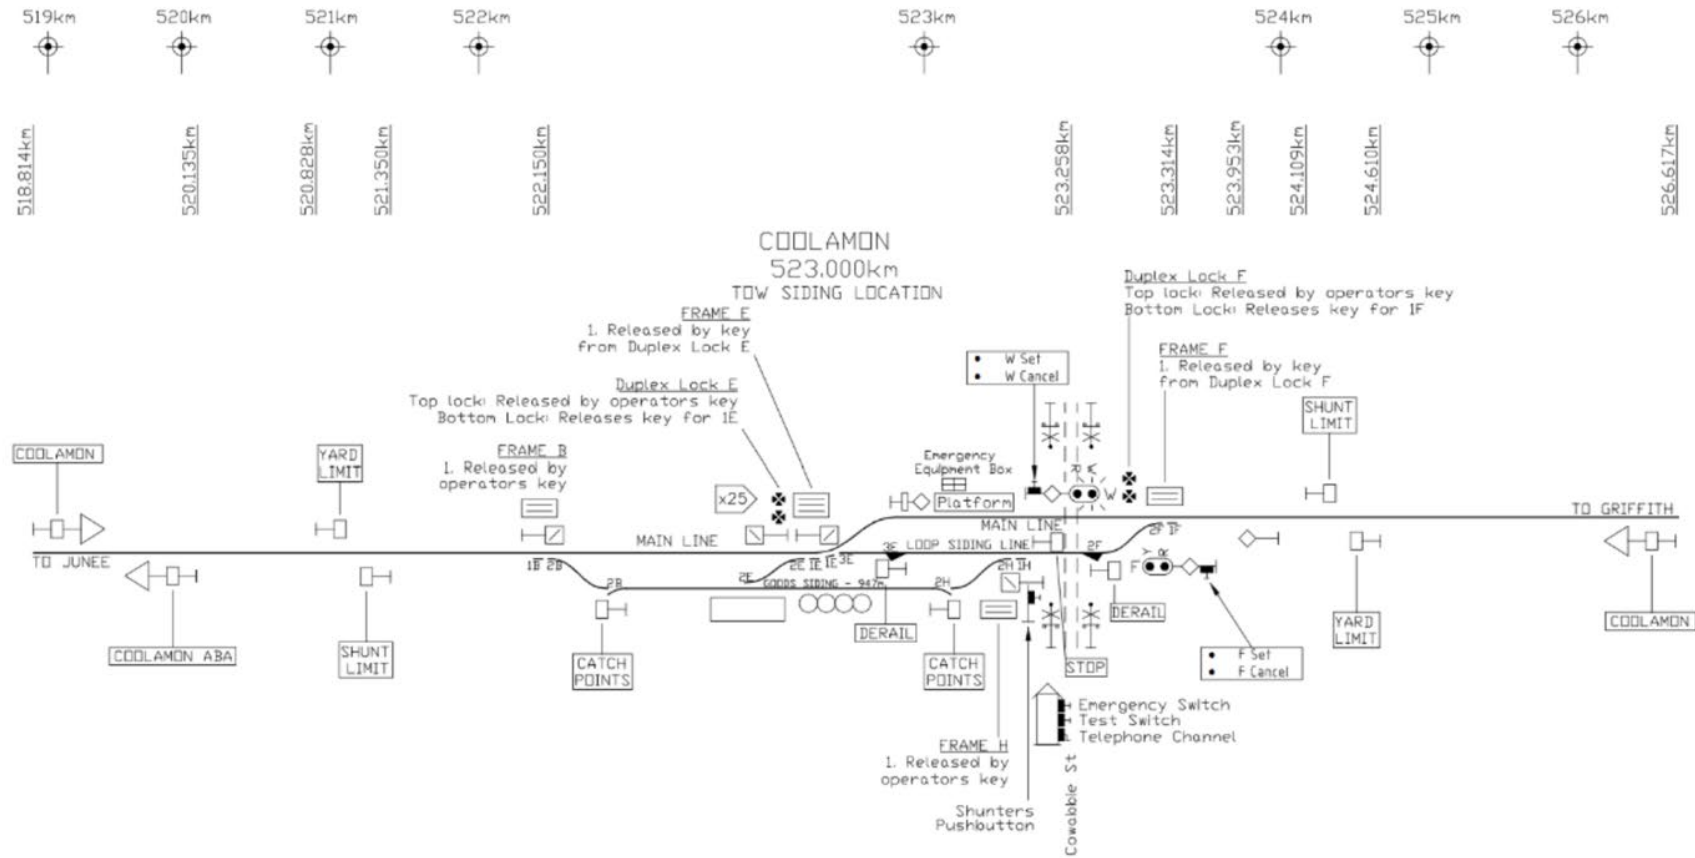 519km
520km
521km
522km
523km
524km
525km
526km
518.814km
520.135km
520.828km
521.350km
522.150km
523.258km
523.314km
523.953km
524.109km
524.610km
526.617km
COOLAMON
523.000km
TOW SIDING LOCATION
FRAME E
1. Released by key
from Duplex Lock E
Duplex Lock E
Top lock: Released by operators key
Bottom Lock: Releases key for 1E
Duplex Lock F
Top lock: Released by operators key
Bottom Lock: Releases key for 1F
FRAME F
1. Released by key
from Duplex Lock F
W Set
W Cancel
SHUNT
LIMIT
COOLAMON
YARD
LIMIT
FRAME B
1. Released by
operators key
x25
Emergency
Equipment Box
Platform
R
Y
W
MAIN LINE
MAIN LINE
TO GRIFFITH
TO JUNEE
LOOP SIDING LINE
1B 2B
2B
2E
2E 1E 1E 3E
3E
GOODS SIDING - 947m
2H
2H 1H
2F
2F 1F
F
Y
R
DERAIL
DERAIL
STOP
COOLAMON ABA
SHUNT
LIMIT
CATCH
POINTS
CATCH
POINTS
YARD
LIMIT
COOLAMON
F Set
F Cancel
Emergency Switch
Test Switch
Telephone Channel
FRAME H
1. Released by
operators key
Shunters
Pushbutton
Cowabbie St